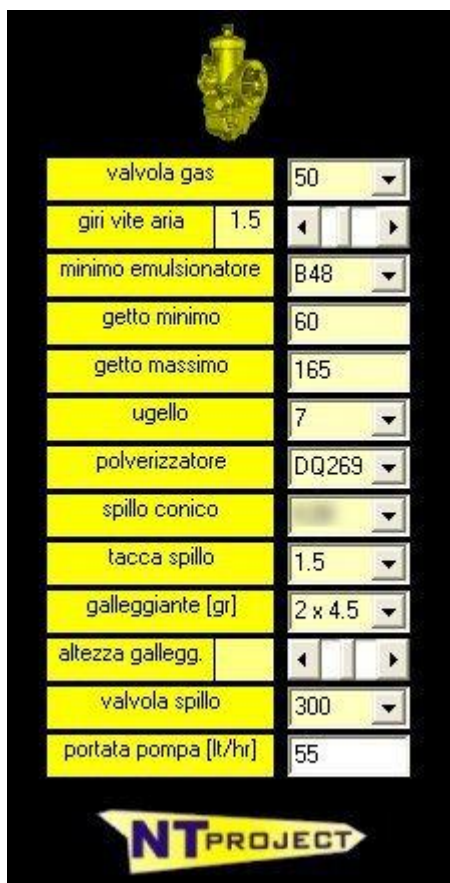 valvola gas 50
giri vite aria 1.5
minimo emulsionatore B48
getto minimo 60
getto massimo 165
ugello 7
polverizzatore DQ269
spillo conico
tacca spillo 1.5
galleggiante [gr] 2 x 4.5
altezza gallegg.
valvola spillo 300
portata pompa [lt/hr] 55
NT PROJECT